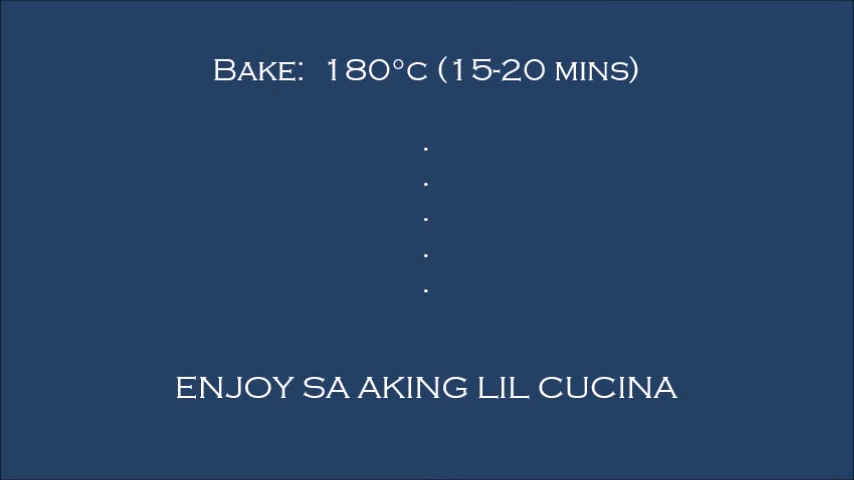 BAKE: 180°C (15-20 MINS)
.
.
.
.
.
ENJOY SA AKING LIL CUCINA